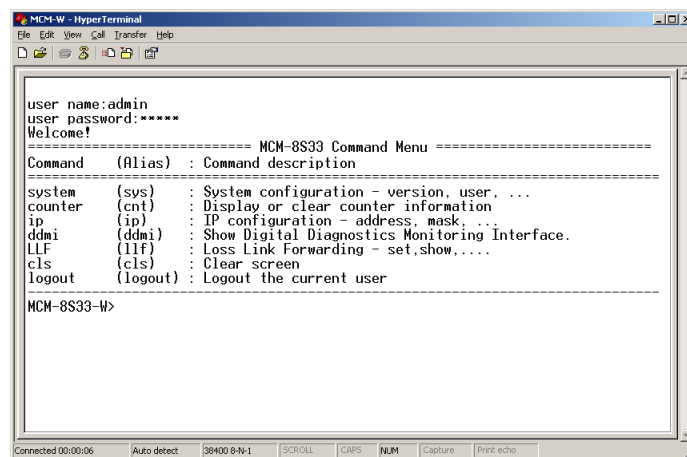 MCM-W - HyperTerminal
File Edit View Call Transfer Help
user name:admin
user password:*****
Welcome!
========================== MCM-8S33 Command Menu =========================
Command (Alias) : Command description
==========================================================================
system (sys) : System configuration - version, user, ...
counter (cnt) : Display or clear counter information
ip (ip) : IP configuration - address, mask, ...
ddmi (ddmi) : Show Digital Diagnostics Monitoring Interface.
LLF (llf) : Loss Link Forwarding - set,show,....
cls (cls) : Clear screen
logout (logout) : Logout the current user
--------------------------------------------------------------------------
MCM-8S33-W>
Connected 00:00:06 Auto detect 38400 8-N-1 SCROLL CAPS NUM Capture Print echo